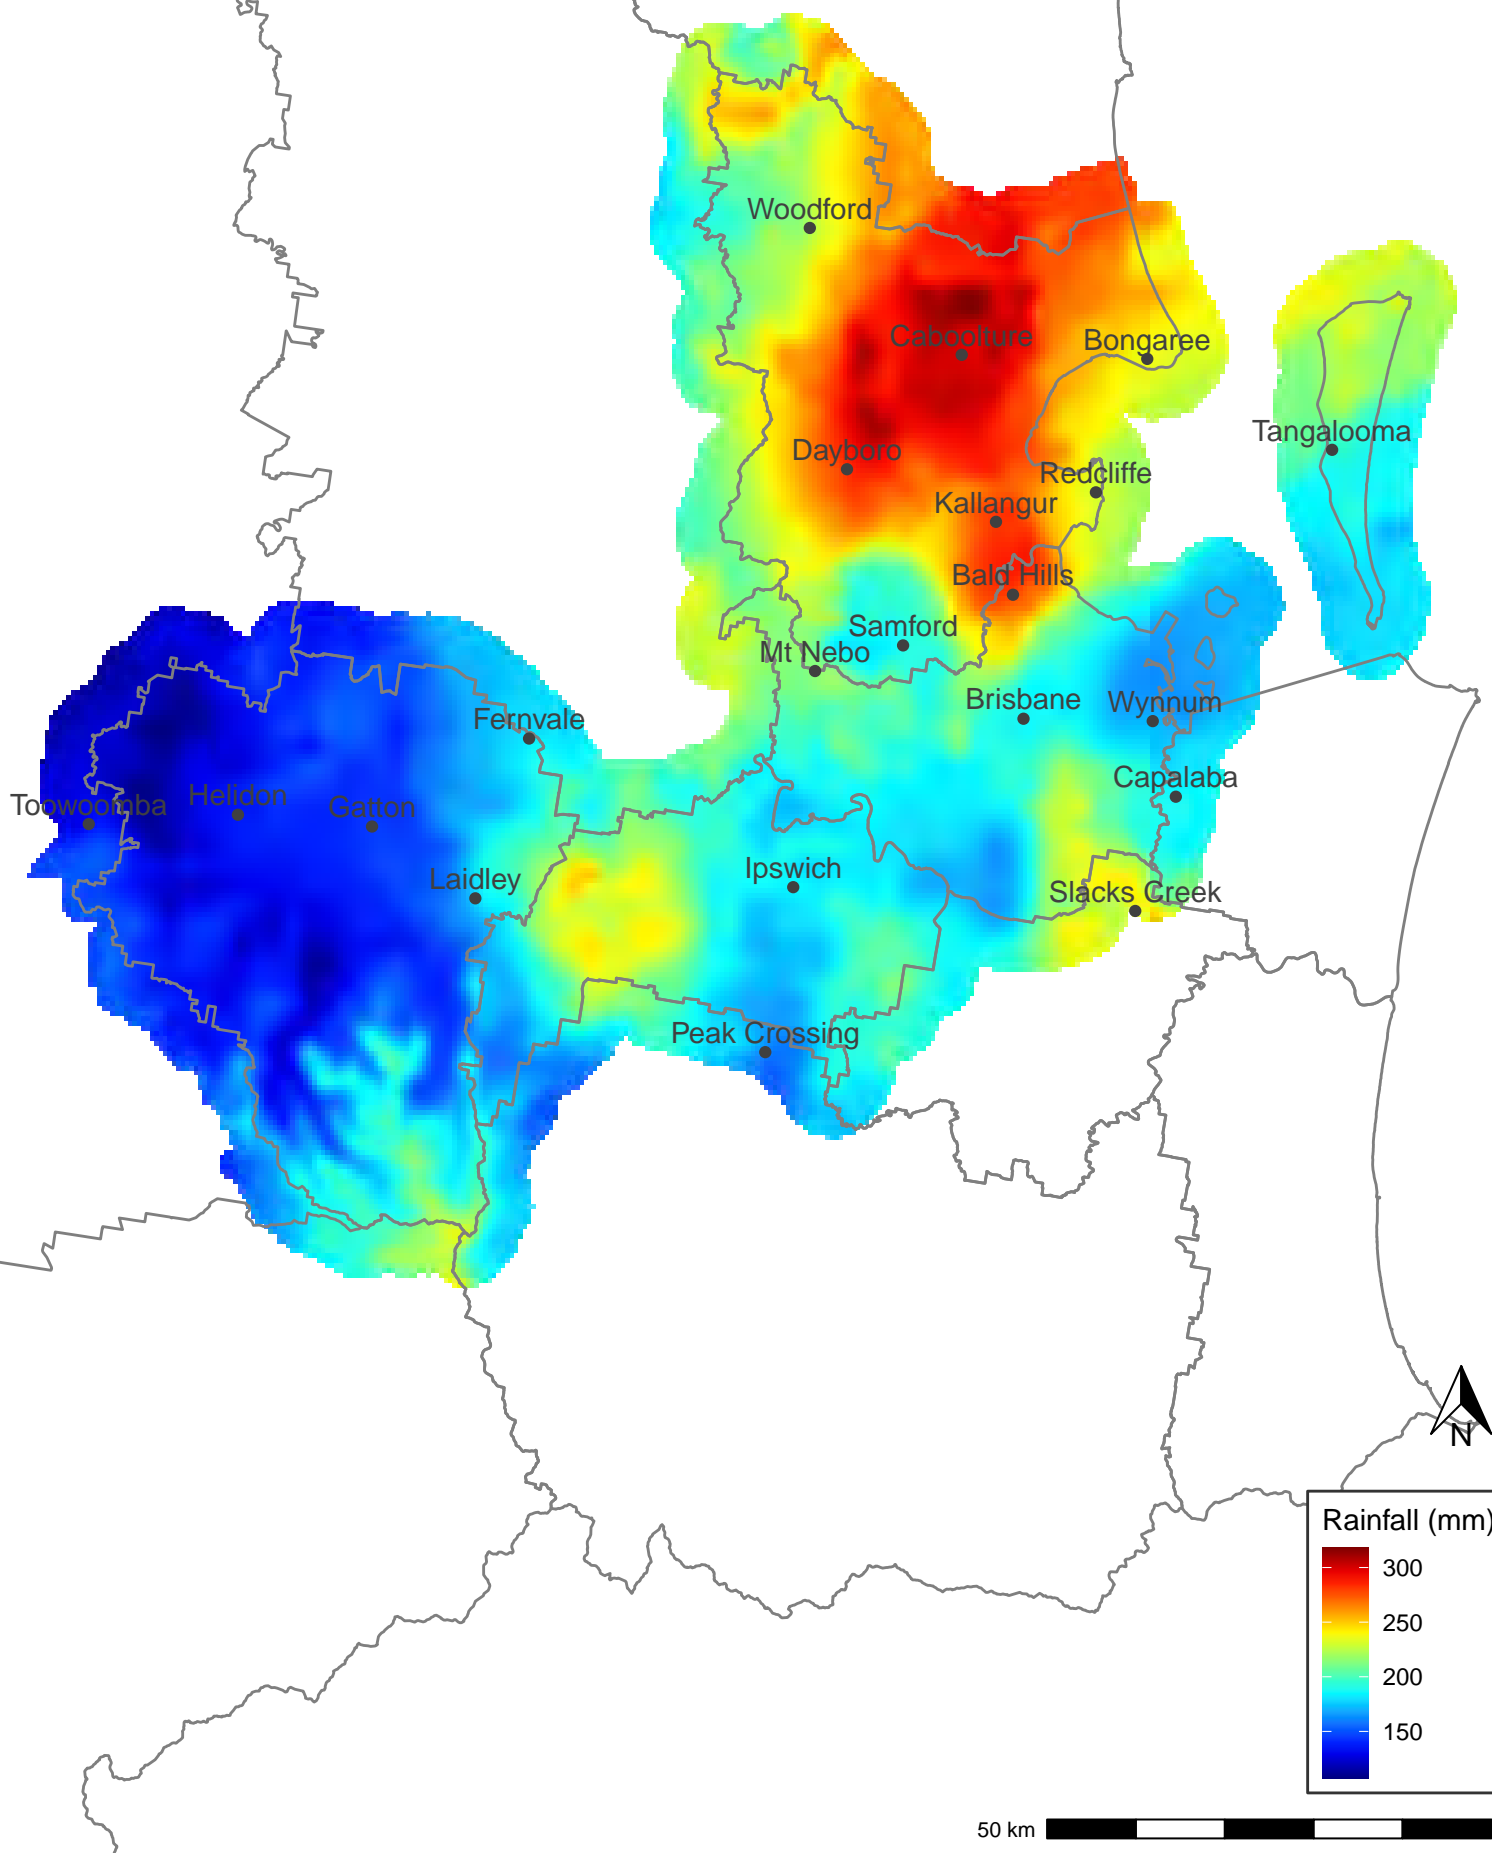 Woodford
Caboolture
Bongaree
Tangalooma
Dayboro
Redcliffe
Kallangur
Bald Hills
Samford
Mt Nebo
Brisbane
Wynnum
Fernvale
Capalaba
Toowoomba
Helidon
Gatton
Ipswich
Laidley
Slacks Creek
Peak Crossing
N
Rainfall (mm)
300
250
200
150
50 km